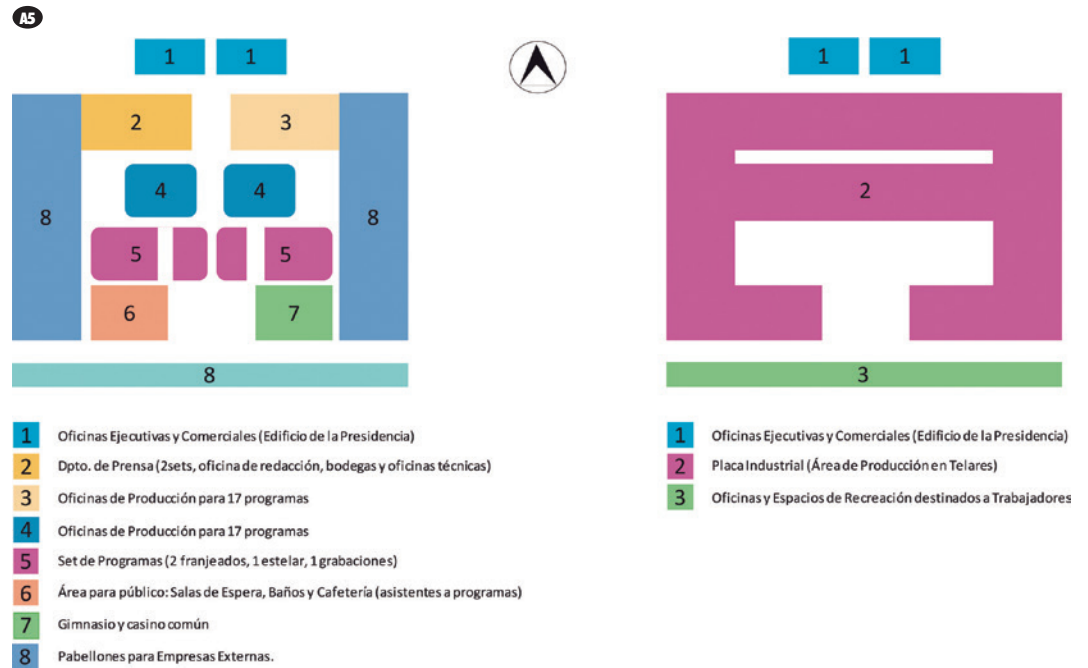 A5
1 1
2 3
4 4
8 8
5 5
6 7
8
1 Oficinas Ejecutivas y Comerciales (Edificio de la Presidencia)
2 Dpto. de Prensa (2sets, oficina de redacción, bodegas y oficinas técnicas)
3 Oficinas de Producción para 17 programas
4 Oficinas de Producción para 17 programas
5 Set de Programas (2 franjeados, 1 estelar, 1 grabaciones)
6 Área para público: Salas de Espera, Baños y Cafetería (asistentes a programas)
7 Gimnasio y casino común
8 Pabellones para Empresas Externas.
1 1
2
3
1 Oficinas Ejecutivas y Comerciales (Edificio de la Presidencia)
2 Placa Industrial (Área de Producción en Telares)
3 Oficinas y Espacios de Recreación destinados a Trabajadores